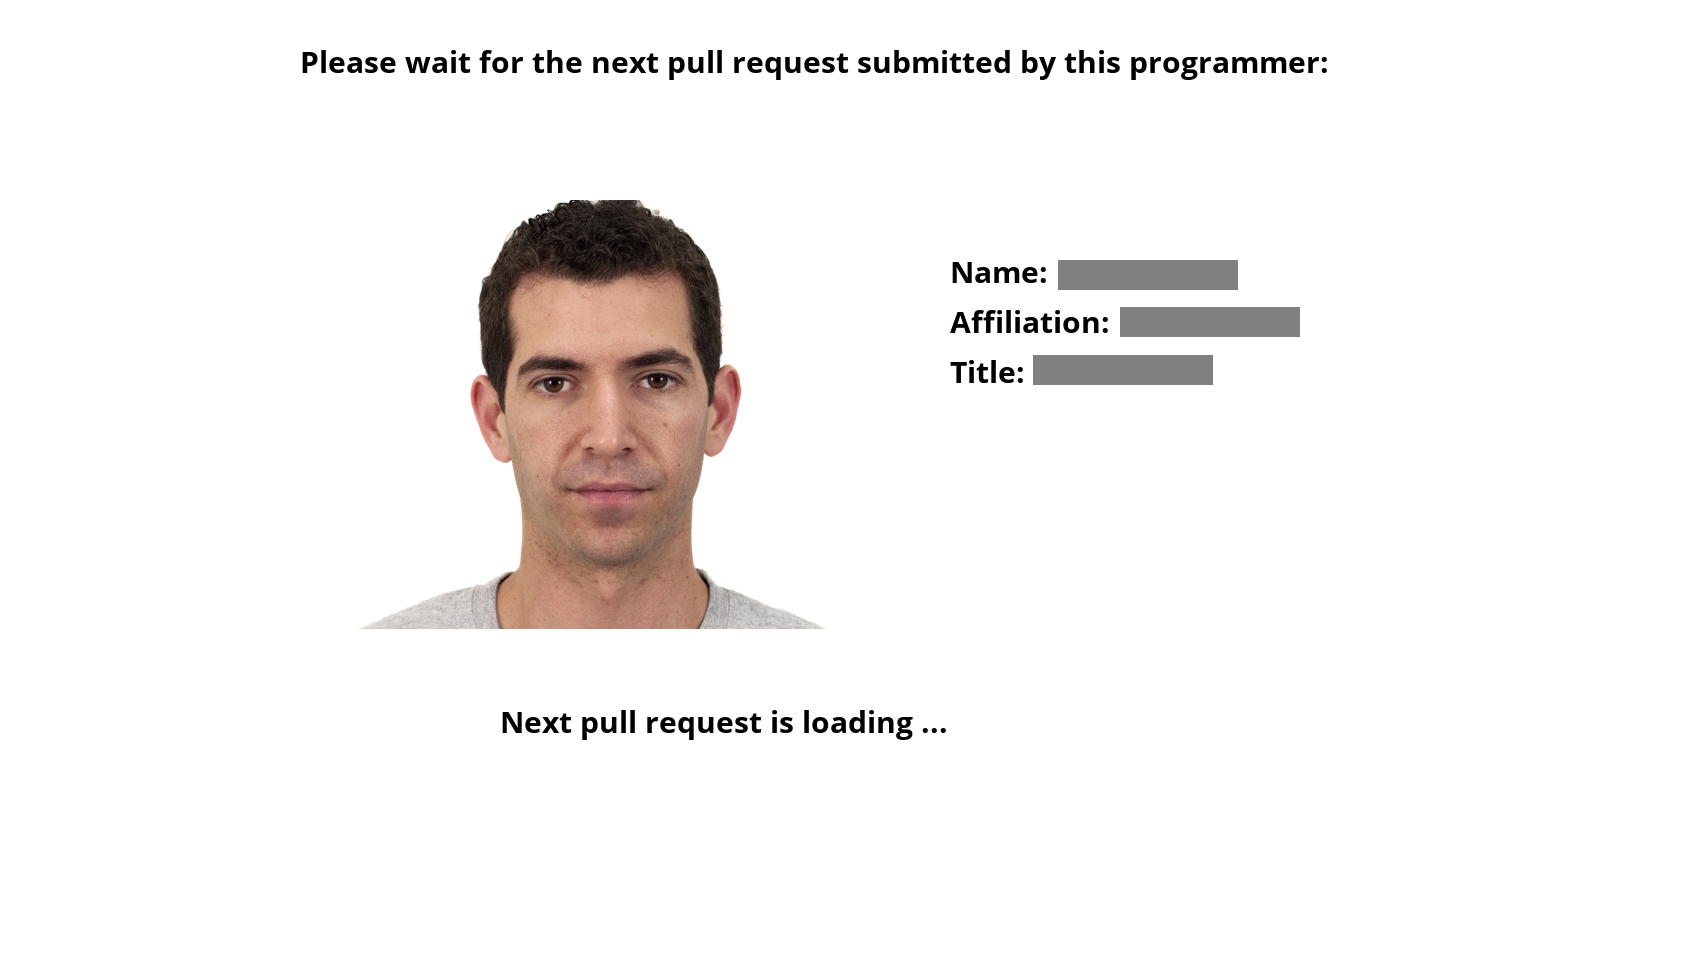 Please wait for the next pull request submitted by this programmer:
Name:
Affiliation:
Title:
Next pull request is loading ...